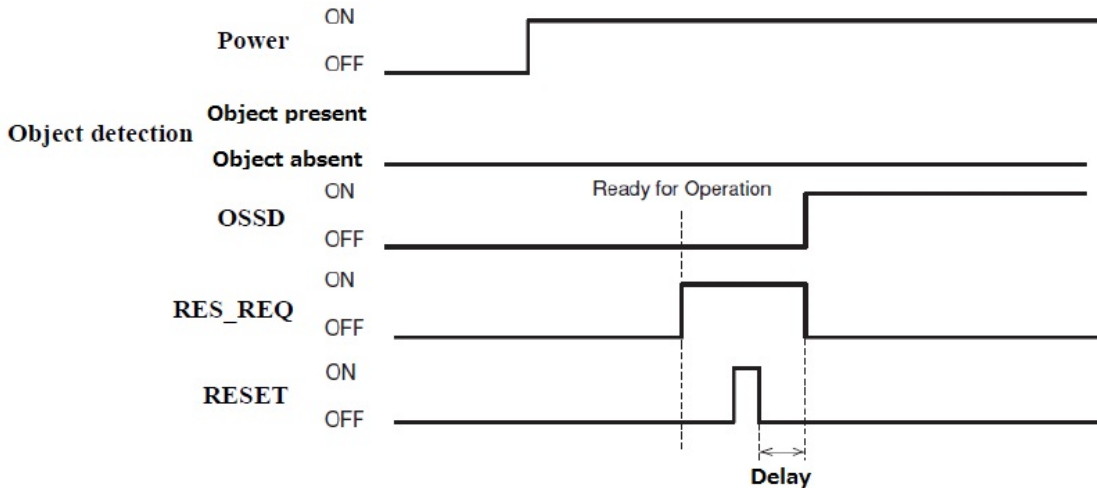 ON
Power
OFF
Object present
Object detection
Object absent
ON
Ready for Operation
OSSD
OFF
ON
RES_REQ
OFF
ON
RESET
OFF
Delay